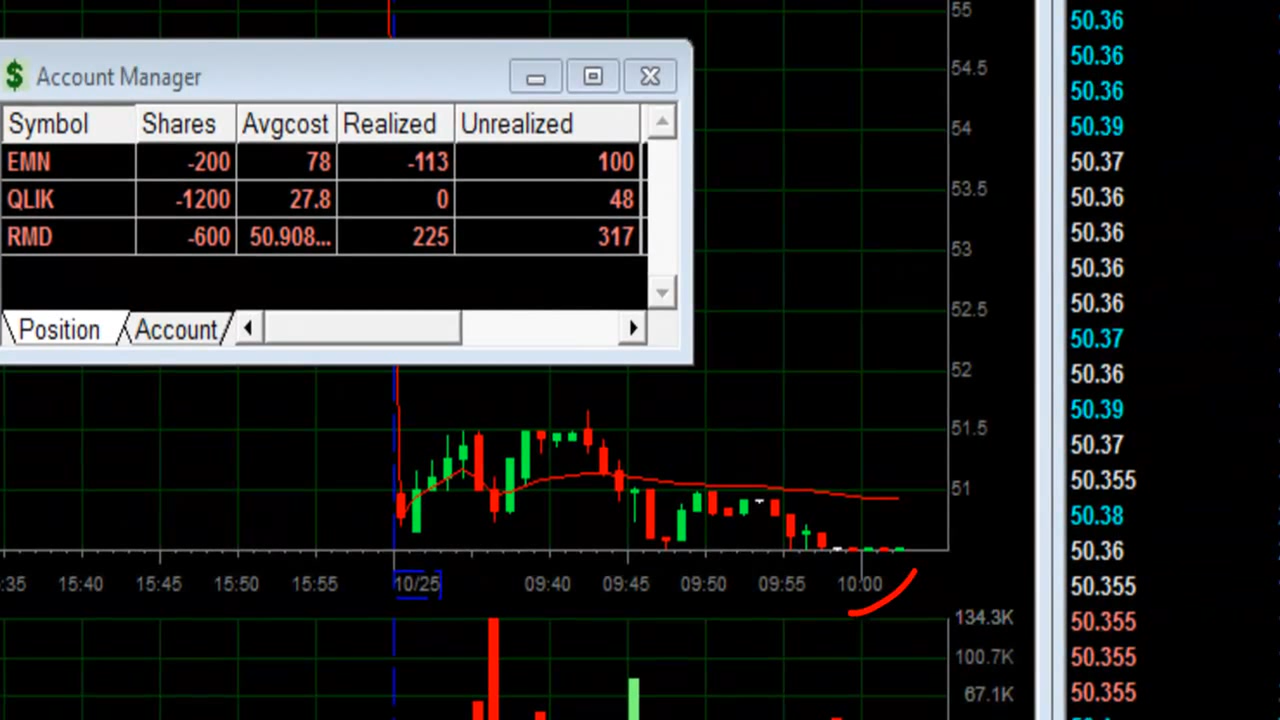 55
54.5
54
53.5
53
52.5
52
51.5
51
$ Account Manager
Symbol Shares Avgcost Realized Unrealized
EMN -200 78 -113 100
QLIK -1200 27.8 0 48
RMD -600 50.908... 225 317
Position Account
:35 15:40 15:45 15:50 15:55 10/25 09:40 09:45 09:50 09:55 10:00
134.3K
100.7K
67.1K
50.36
50.36
50.36
50.39
50.37
50.36
50.36
50.36
50.36
50.37
50.36
50.39
50.37
50.355
50.38
50.36
50.355
50.355
50.355
50.355